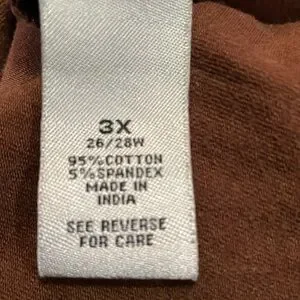 3X
26/28W
95%COTTON
5%SPANDEX
MADE IN
INDIA
SEE REVERSE
FOR CARE